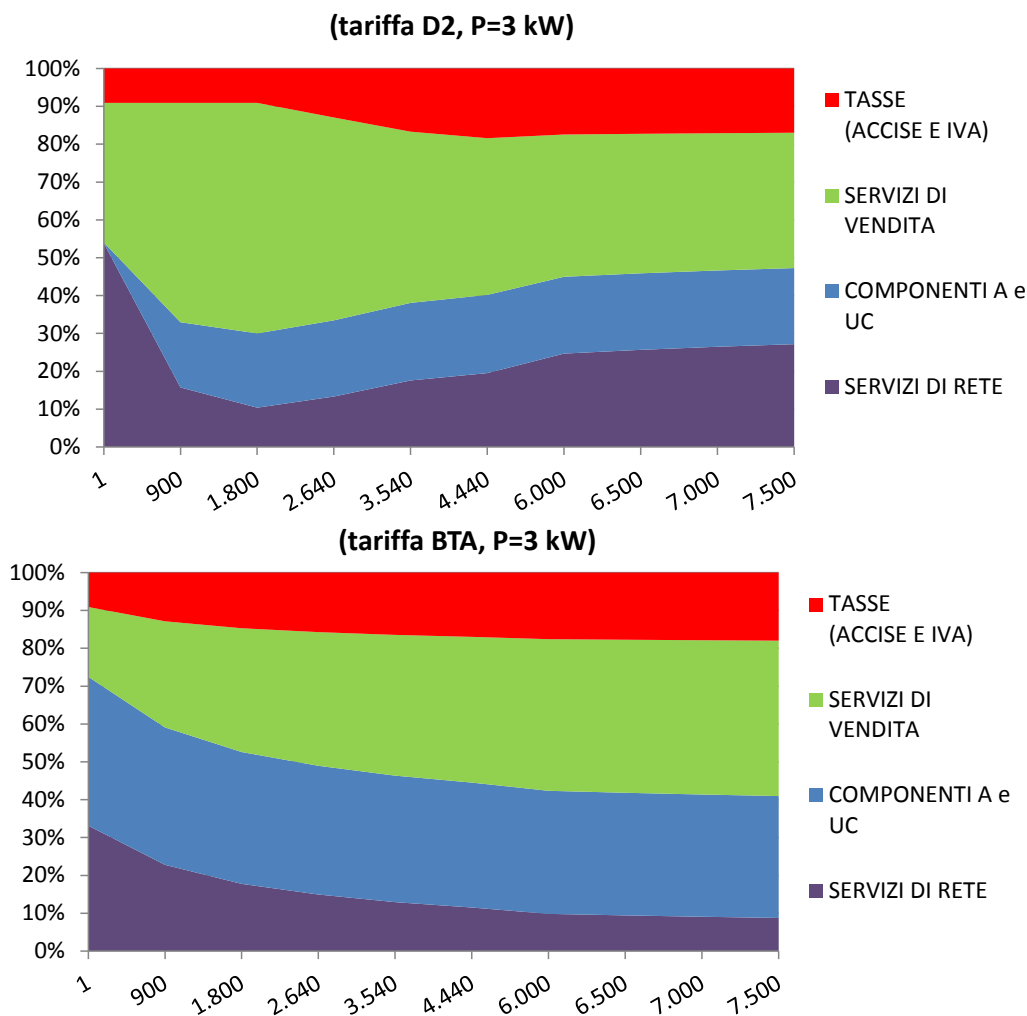 (tariffa D2, P=3 kW)
100%
90%
80%
70%
60%
50%
40%
30%
20%
10%
0%
1
900
1.800
2.640
3.540
4.440
6.000
6.500
7.000
7.500
TASSE
(ACCISE E IVA)
SERVIZI DI
VENDITA
COMPONENTI A e
UC
SERVIZI DI RETE
(tariffa BTA, P=3 kW)
100%
90%
80%
70%
60%
50%
40%
30%
20%
10%
0%
1
900
1.800
2.640
3.540
4.440
6.000
6.500
7.000
7.500
TASSE
(ACCISE E IVA)
SERVIZI DI
VENDITA
COMPONENTI A e
UC
SERVIZI DI RETE